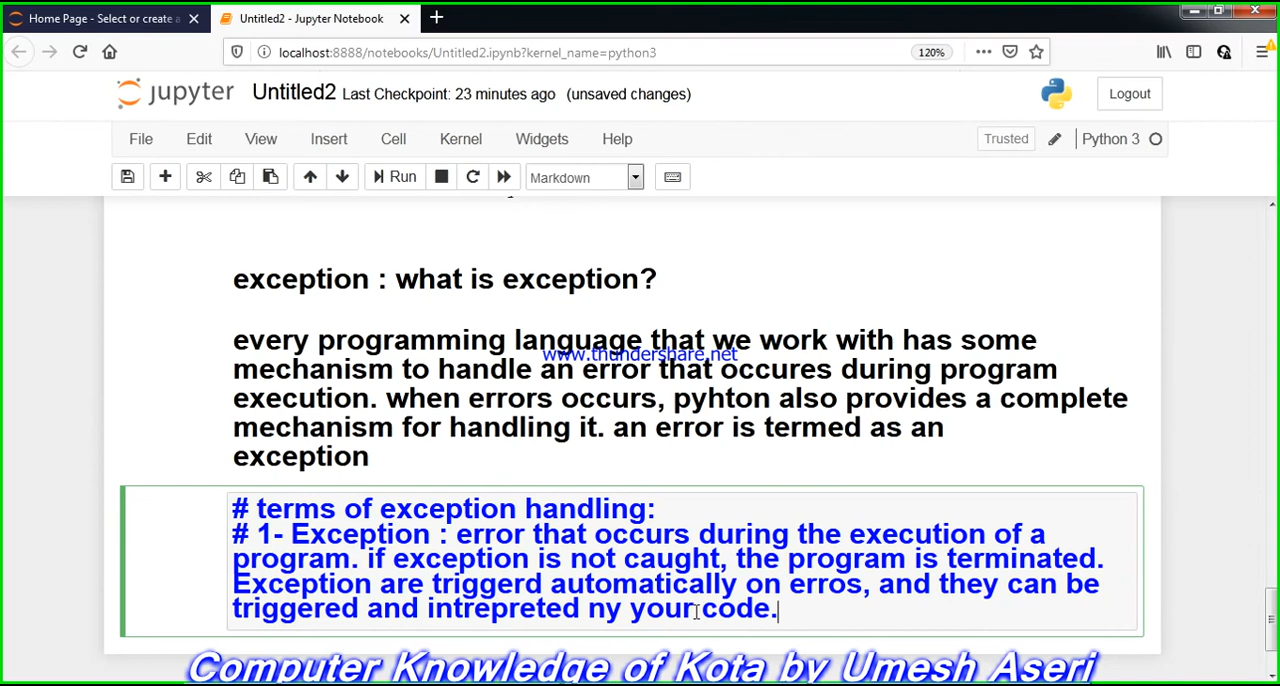 Home Page - Select or create a
Untitled2 - Jupyter Notebook
localhost:8888/notebooks/Untitled2.ipynb?kernel_name=python3
120%
jupyter Untitled2 Last Checkpoint: 23 minutes ago (unsaved changes)
Logout
File Edit View Insert Cell Kernel Widgets Help
Trusted
Python 3
Run
Markdown
exception : what is exception?
every programming language that we work with has some
www.thundershare.net
mechanism to handle an error that occures during program
execution. when errors occurs, pyhton also provides a complete
mechanism for handling it. an error is termed as an
exception
# terms of exception handling:
# 1- Exception : error that occurs during the execution of a
program. if exception is not caught, the program is terminated.
Exception are triggerd automatically on erros, and they can be
triggered and intrepreted ny your code.
Computer Knowledge of Kota by Umesh Aseri